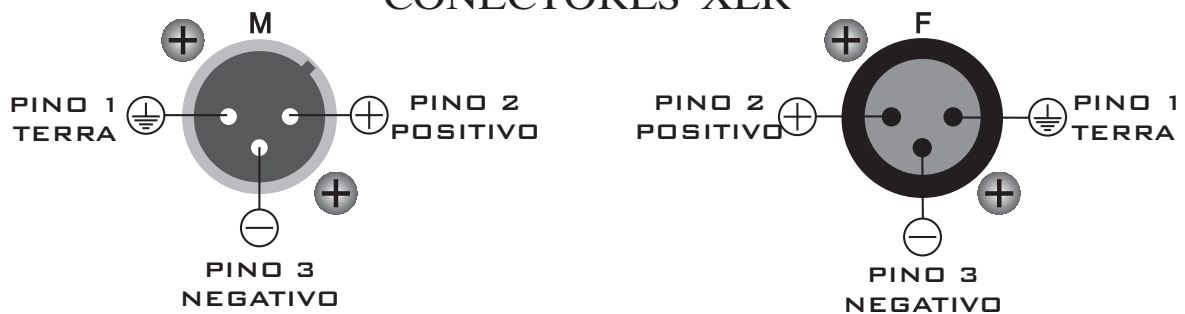 CONECTORES XLR
M
PINO 1
TERRA
PINO 2
POSITIVO
PINO 3
NEGATIVO
F
PINO 2
POSITIVO
PINO 1
TERRA
PINO 3
NEGATIVO